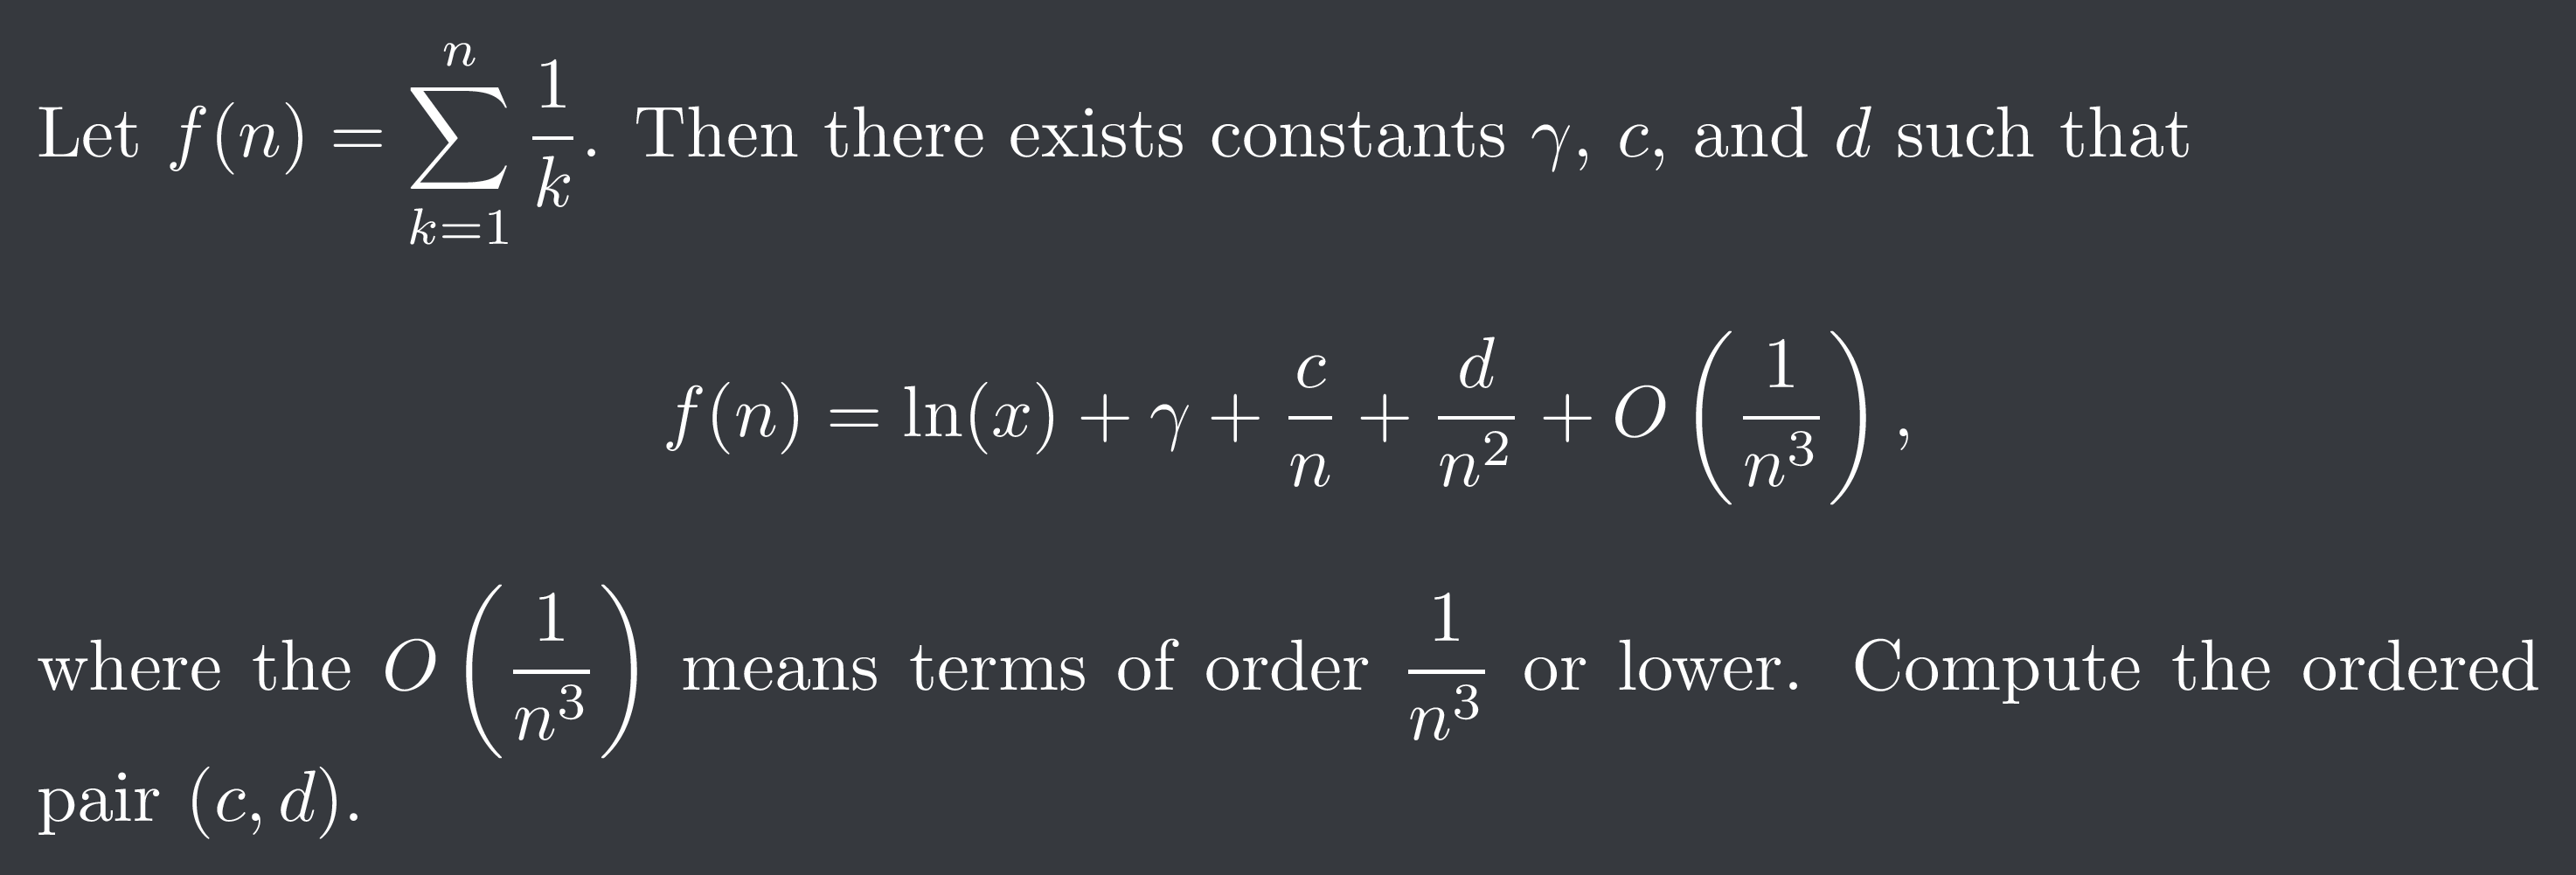 Let $f(n) = \sum_{k=1}^{n} \frac{1}{k}$. Then there exists constants $\gamma$, $c$, and $d$ such that
$f(n) = \ln(x) + \gamma + \frac{c}{n} + \frac{d}{n^2} + O\left(\frac{1}{n^3}\right),$
where the $O\left(\frac{1}{n^3}\right)$ means terms of order $\frac{1}{n^3}$ or lower. Compute the ordered
pair $(c, d)$.